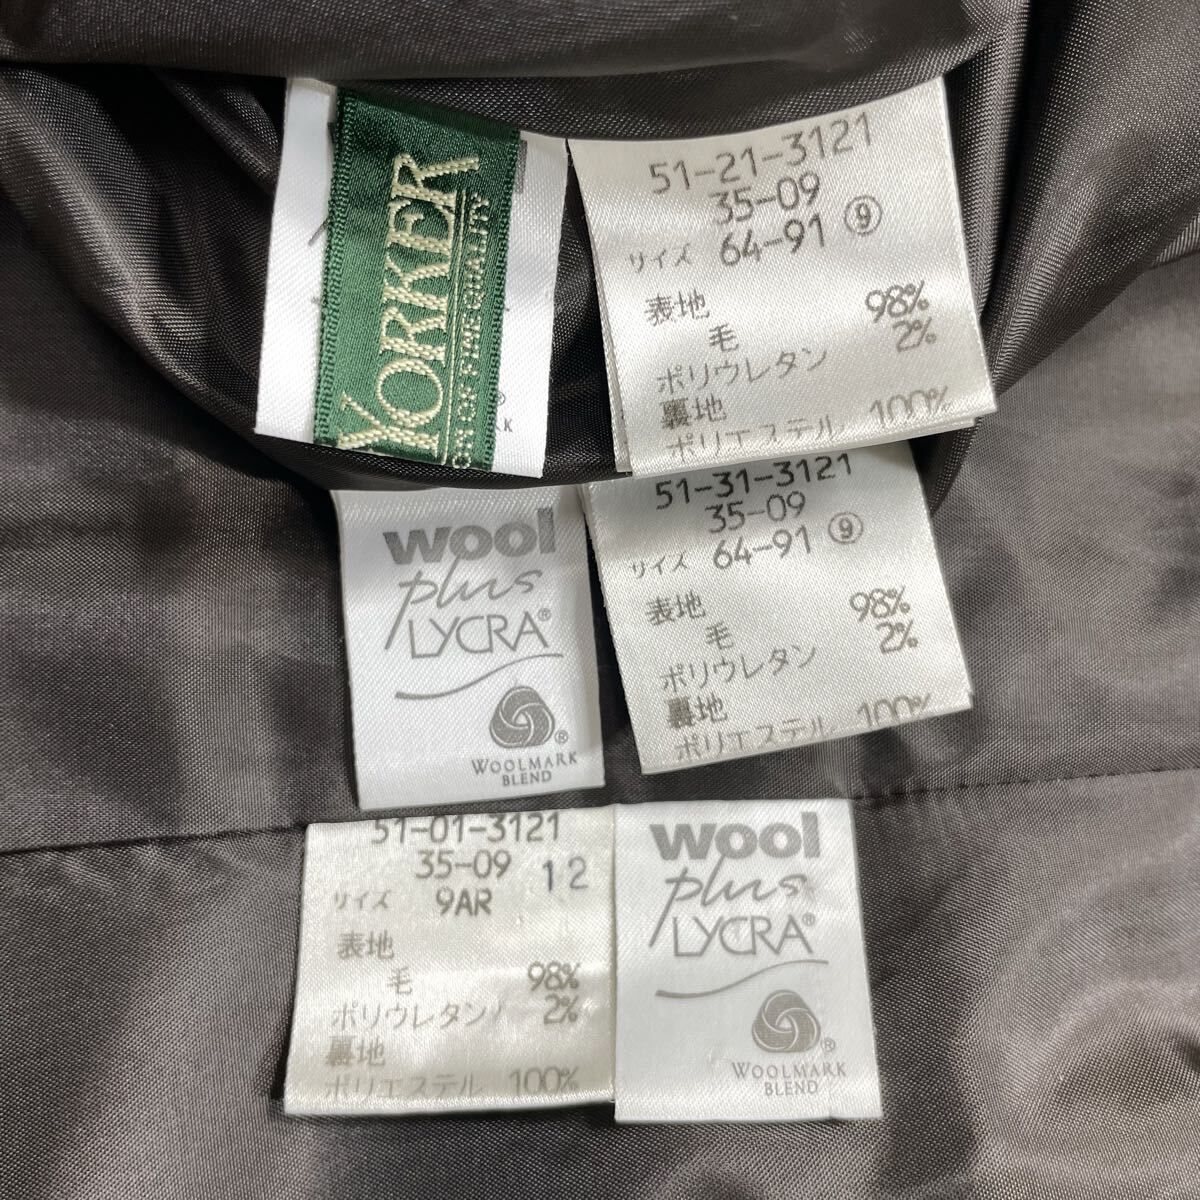 YORKER
OF FINE QUALITY
51-21-3121
35-09
サイズ 64-91 ⑨
表地
毛 98%
ポリウレタン 2%
裏地
ポリエステル 100%
wool
plus
LYCRA®
WOOLMARK
BLEND
51-31-3121
35-09
サイズ 64-91 ⑨
表地
毛 98%
ポリウレタン 2%
裏地
ポリエステル 100%
51-01-3121
35-09 12
サイズ 9AR
表地
毛 98%
ポリウレタン 2%
裏地
ポリエステル 100%
wool
plus
LYCRA®
WOOLMARK
BLEND